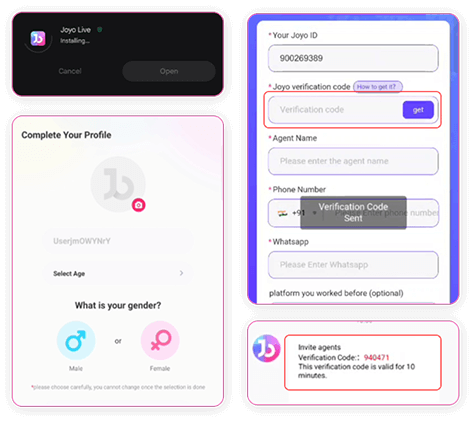 Joyo Live
Installing...
Cancel
Open
Complete Your Profile
UserjmOWYNrY
Select Age
What is your gender?
or
Male
Female
*please choose carefully, you cannot change once the selection is done
* Your Joyo ID
900269389
* Joyo verification code How to get it?
Verification code
get
* Agent Name
Please enter the agent name
* Phone Number
+91
Please enter phone number
Verification Code
Sent
* Whatsapp
Please Enter Whatsapp
platform you worked before (optional)
Invite agents
Verification Code: 940471
This verification code is valid for 10
minutes.